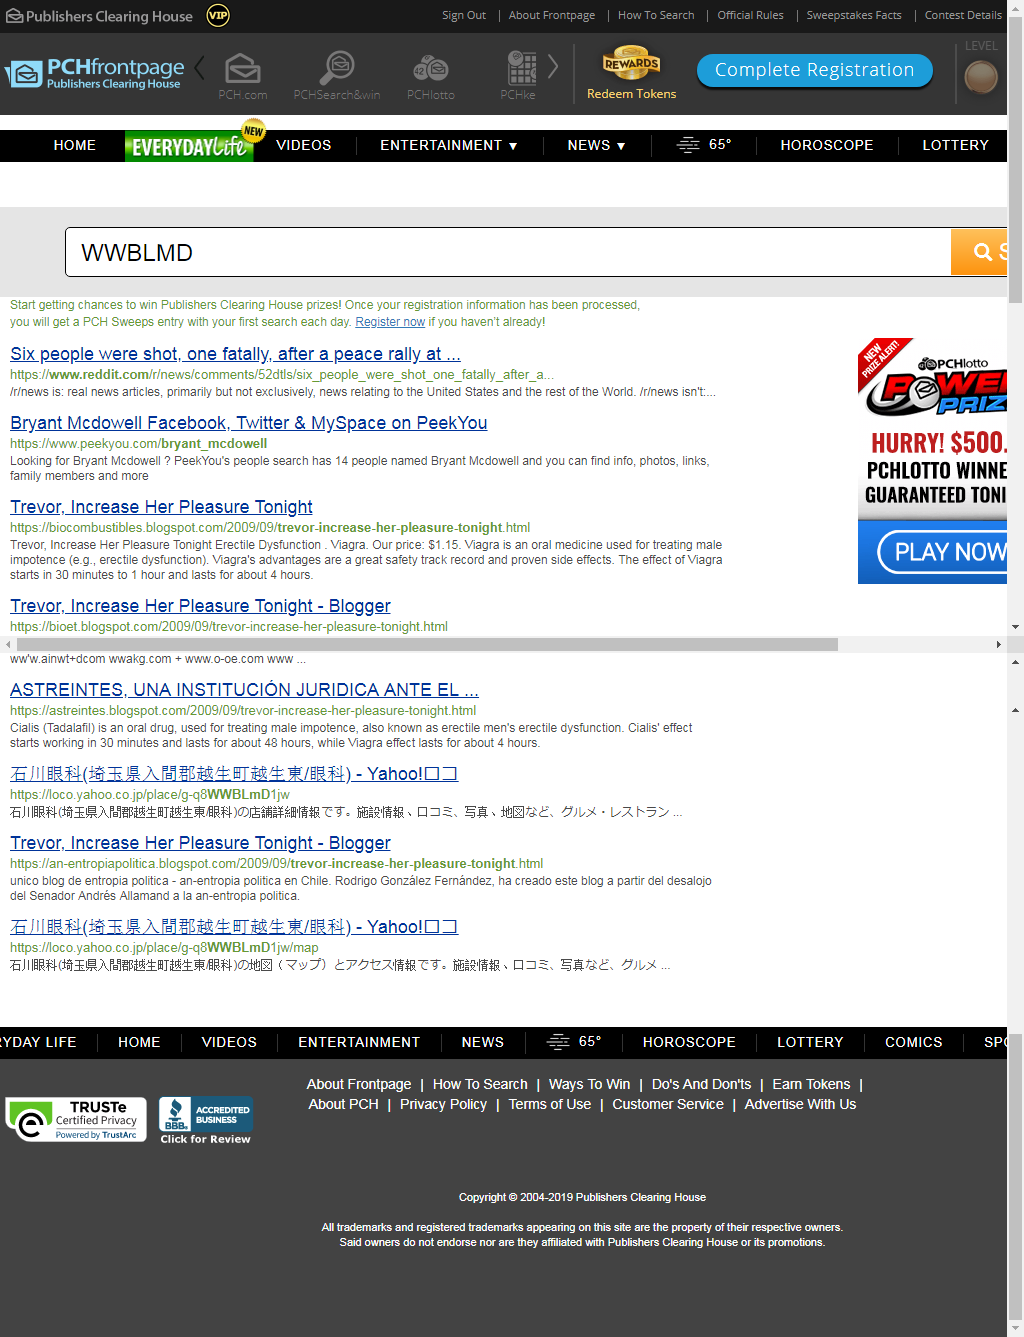 Publishers Clearing House VIP Sign Out | About Frontpage | How To Search | Official Rules | Sweepstakes Facts | Contest Details
PCHfrontpage
Publishers Clearing House
PCH.com PCHSearch&win PCHlotto PCHke
REWARDS
Redeem Tokens
Complete Registration
LEVEL
HOME EVERYDAY Life NEW VIDEOS ENTERTAINMENT ▼ NEWS ▼ 65° HOROSCOPE LOTTERY
WWBLMD S
Start getting chances to win Publishers Clearing House prizes! Once your registration information has been processed,
you will get a PCH Sweeps entry with your first search each day. Register now if you haven't already!
Six people were shot, one fatally, after a peace rally at ...
https://www.reddit.com/r/news/comments/52dtls/six_people_were_shot_one_fatally_after_a...
/r/news is: real news articles, primarily but not exclusively, news relating to the United States and the rest of the World. /r/news isn't:...
Bryant Mcdowell Facebook, Twitter & MySpace on PeekYou
https://www.peekyou.com/bryant_mcdowell
Looking for Bryant Mcdowell ? PeekYou's people search has 14 people named Bryant Mcdowell and you can find info, photos, links,
family members and more
Trevor, Increase Her Pleasure Tonight
https://biocombustibles.blogspot.com/2009/09/trevor-increase-her-pleasure-tonight.html
Trevor, Increase Her Pleasure Tonight Erectile Dysfunction . Viagra. Our price: $1.15. Viagra is an oral medicine used for treating male
impotence (e.g., erectile dysfunction). Viagra's advantages are a great safety track record and proven side effects. The effect of Viagra
starts in 30 minutes to 1 hour and lasts for about 4 hours.
Trevor, Increase Her Pleasure Tonight - Blogger
https://bioet.blogspot.com/2009/09/trevor-increase-her-pleasure-tonight.html
NEW PRIZE ALERT!
PCHlotto
POWER
PRIZ
HURRY! $500,
PCHLOTTO WINNE
GUARANTEED TONI
PLAY NOW
ww'w.ainwt+dcom wwakg.com + www.o-oe.com www ...
ASTREINTES, UNA INSTITUCIÓN JURIDICA ANTE EL ...
https://astreintes.blogspot.com/2009/09/trevor-increase-her-pleasure-tonight.html
Cialis (Tadalafil) is an oral drug, used for treating male impotence, also known as erectile men's erectile dysfunction. Cialis' effect
starts working in 30 minutes and lasts for about 48 hours, while Viagra effect lasts for about 4 hours.
石川眼科(埼玉県入間郡越生町越生東/眼科) - Yahoo!ロコ
https://loco.yahoo.co.jp/place/g-q8WWBLmD1jw
石川眼科(埼玉県入間郡越生町越生東/眼科)の店舗詳細情報です。施設情報、口コミ、写真、地図など、グルメ・レストラン ...
Trevor, Increase Her Pleasure Tonight - Blogger
https://an-entropiapolitica.blogspot.com/2009/09/trevor-increase-her-pleasure-tonight.html
unico blog de entropia politica - an-entropia politica en Chile. Rodrigo González Fernández, ha creado este blog a partir del desalojo
del Senador Andrés Allamand a la an-entropia politica.
石川眼科(埼玉県入間郡越生町越生東/眼科) - Yahoo!ロコ
https://loco.yahoo.co.jp/place/g-q8WWBLmD1jw/map
石川眼科(埼玉県入間郡越生町越生東/眼科)の地図（マップ）とアクセス情報です。施設情報、口コミ、写真など、グルメ ...
RYDAY LIFE HOME VIDEOS ENTERTAINMENT NEWS 65° HOROSCOPE LOTTERY COMICS SPO
About Frontpage | How To Search | Ways To Win | Do's And Don'ts | Earn Tokens |
About PCH | Privacy Policy | Terms of Use | Customer Service | Advertise With Us
TRUSTe
Certified Privacy
Powered by TrustArc
BBB.
ACCREDITED
BUSINESS
Click for Review
Copyright © 2004-2019 Publishers Clearing House
All trademarks and registered trademarks appearing on this site are the property of their respective owners.
Said owners do not endorse nor are they affiliated with Publishers Clearing House or its promotions.